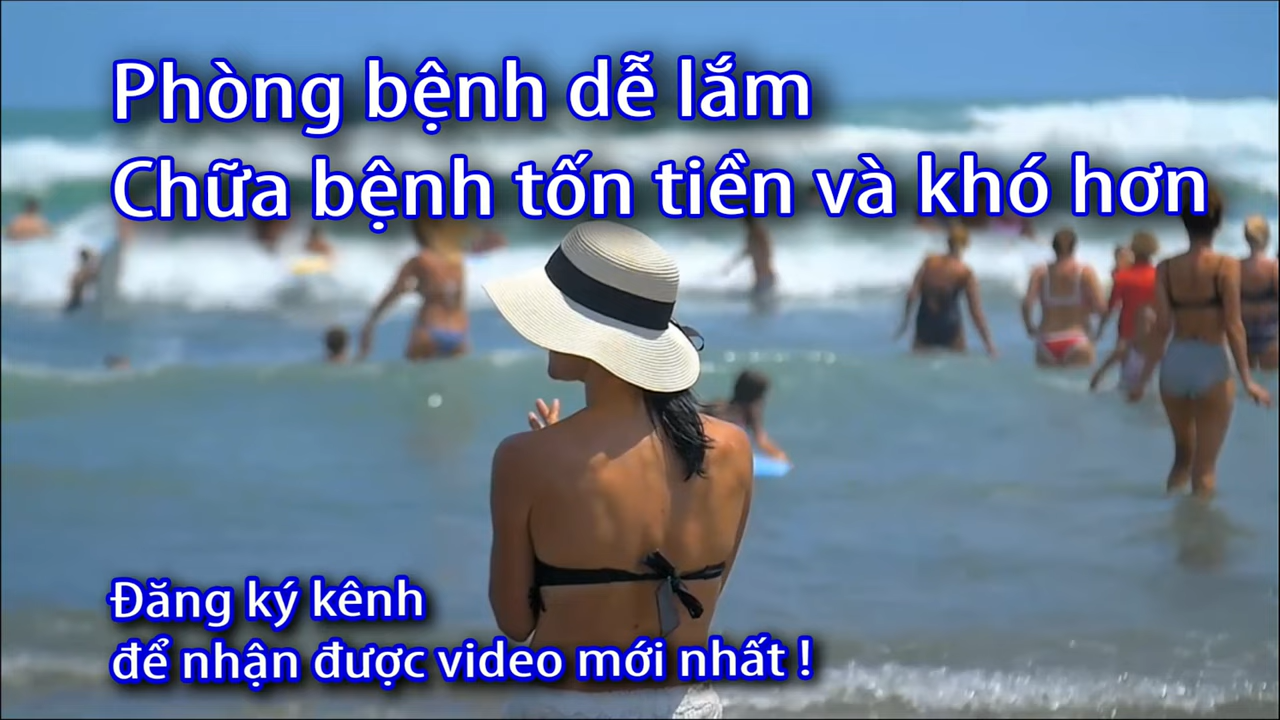 Phòng bệnh dễ lắm
Chữa bệnh tốn tiền và khó hơn
Đăng ký kênh
để nhận được video mới nhất !